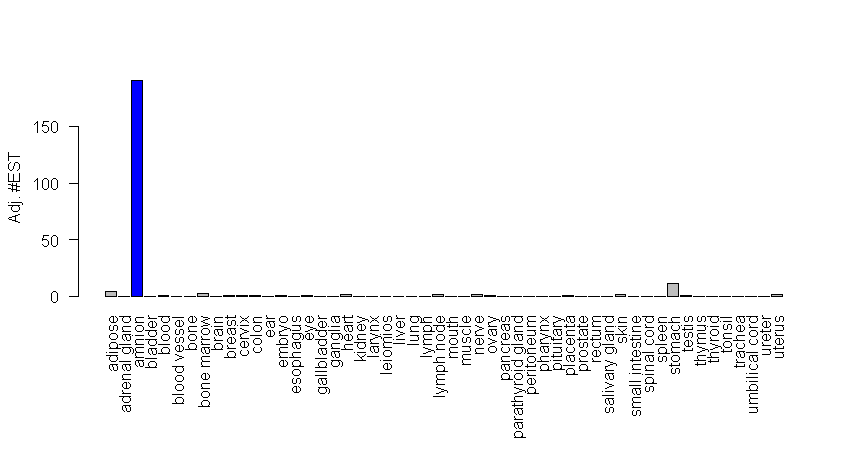 Adj. #EST
150
100
50
0
adipose
adrenal gland
amnion
bladder
blood
blood vessel
bone
bone marrow
brain
breast
cervix
colon
ear
embryo
esophagus
eye
gallbladder
ganglia
heart
kidney
larynx
leiomios
liver
lung
lymph
lymph node
mouth
muscle
nerve
ovary
pancreas
parathyroid gland
peritoneum
pharynx
pituitary
placenta
prostate
rectum
salivary gland
skin
small intestine
spinal cord
spleen
stomach
testis
thymus
thyroid
tonsil
trachea
umbilical cord
ureter
uterus